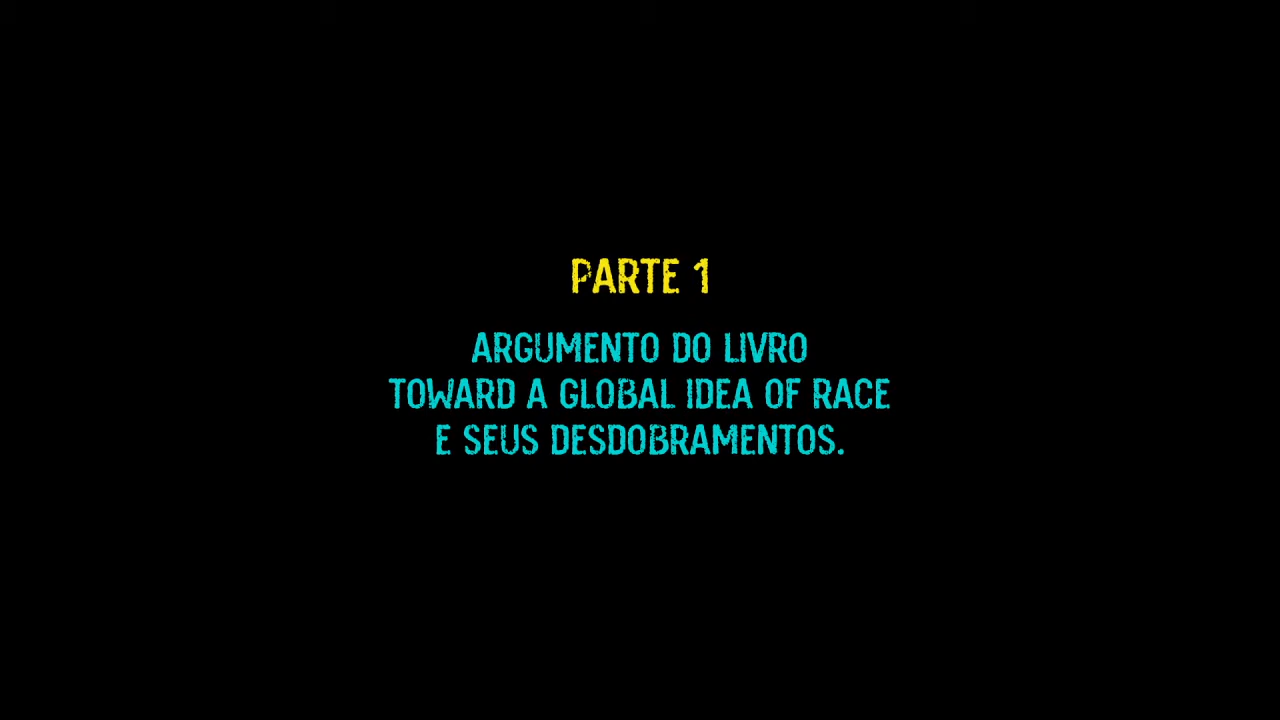 PARTE 1
ARGUMENTO DO LIVRO
TOWARD A GLOBAL IDEA OF RACE
E SEUS DESDOBRAMENTOS.